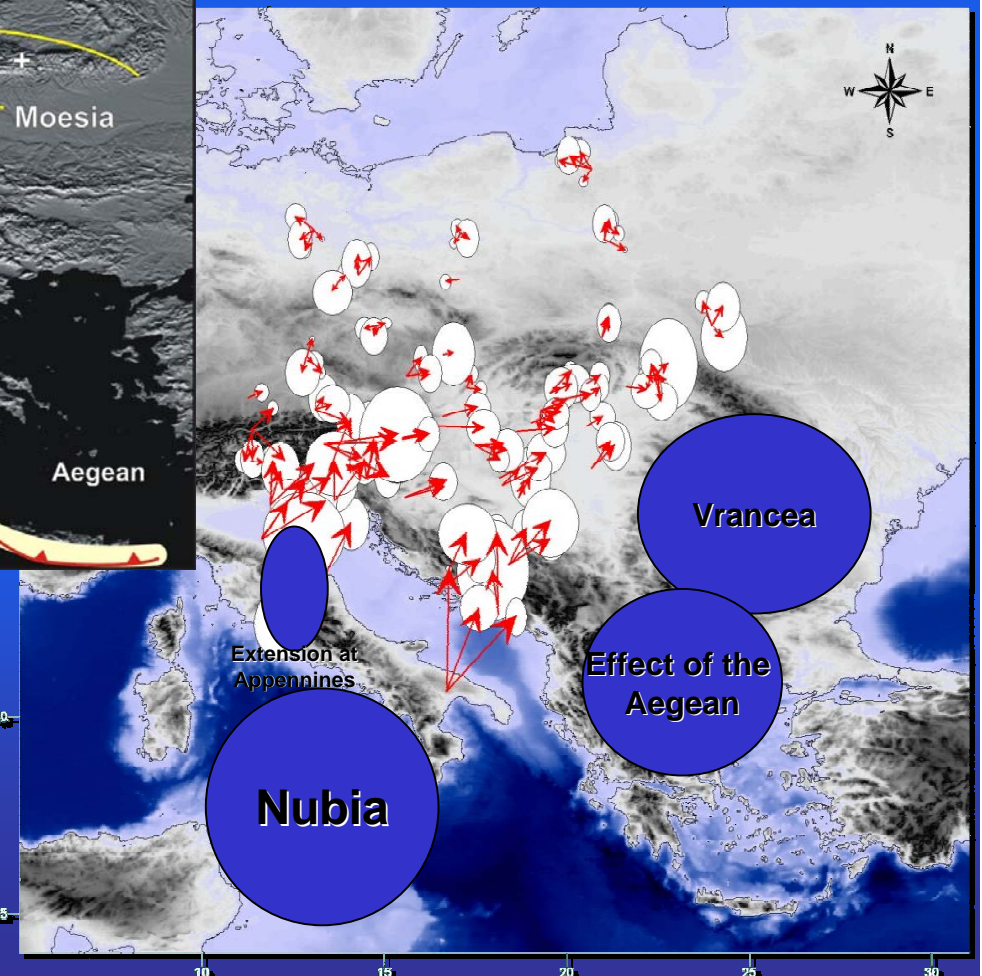 Moesia
Aegean
N
W E
S
Vrancea
Effect of the
Aegean
Extension at
Appennines
Nubia
10 15 20 25 30